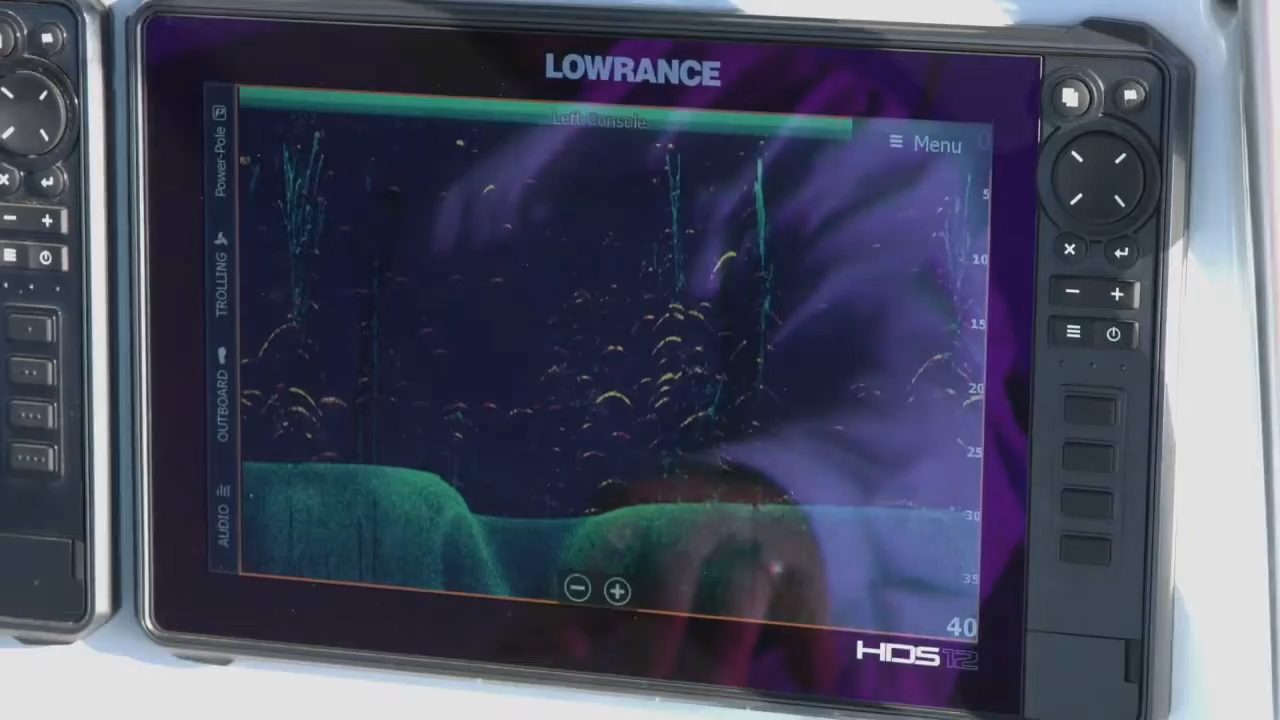 LOWRANCE
Left Console
Menu
0
5
10
15
20
25
30
35
40
Power-Pole
TROLLING
OUTBOARD
AUDIO
HDS 12